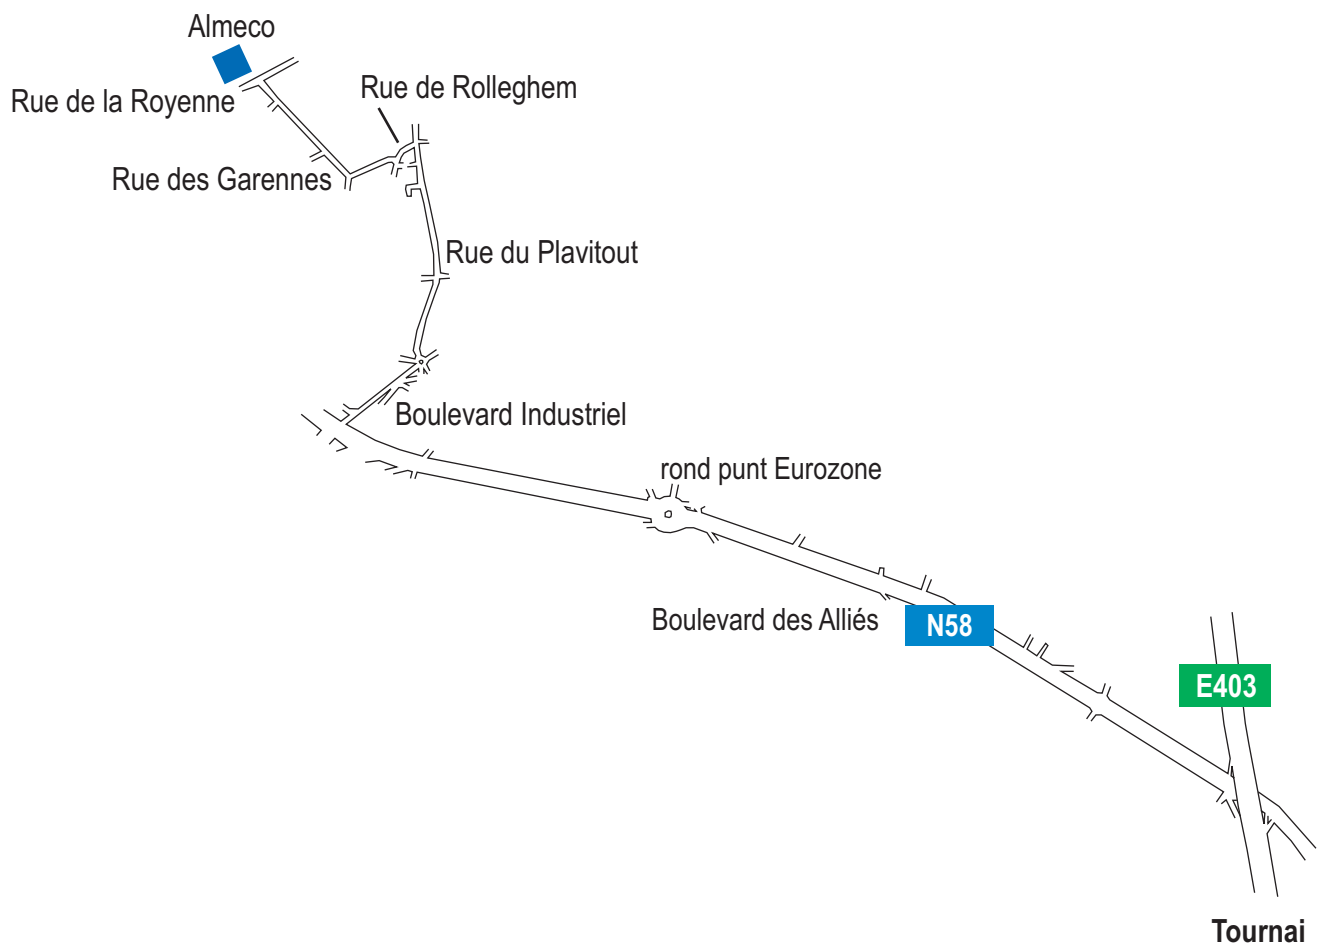 Almeco
Rue de Rolleghem
Rue de la Royenne
Rue des Garennes
Rue du Plavitout
Boulevard Industriel
rond punt Eurozone
Boulevard des Alliés
N58
E403
Tournai